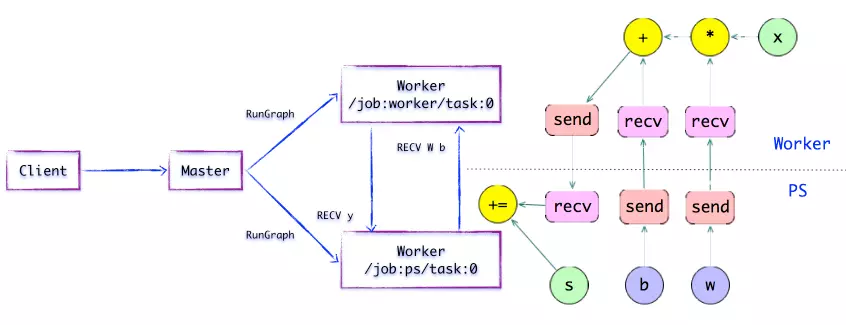 Client
Master
RunGraph
RunGraph
Worker
/job:worker/task:0
RECV W b
RECV y
Worker
/job:ps/task:0
+
*
x
send
recv
recv
Worker
PS
+=
recv
send
send
s
b
w